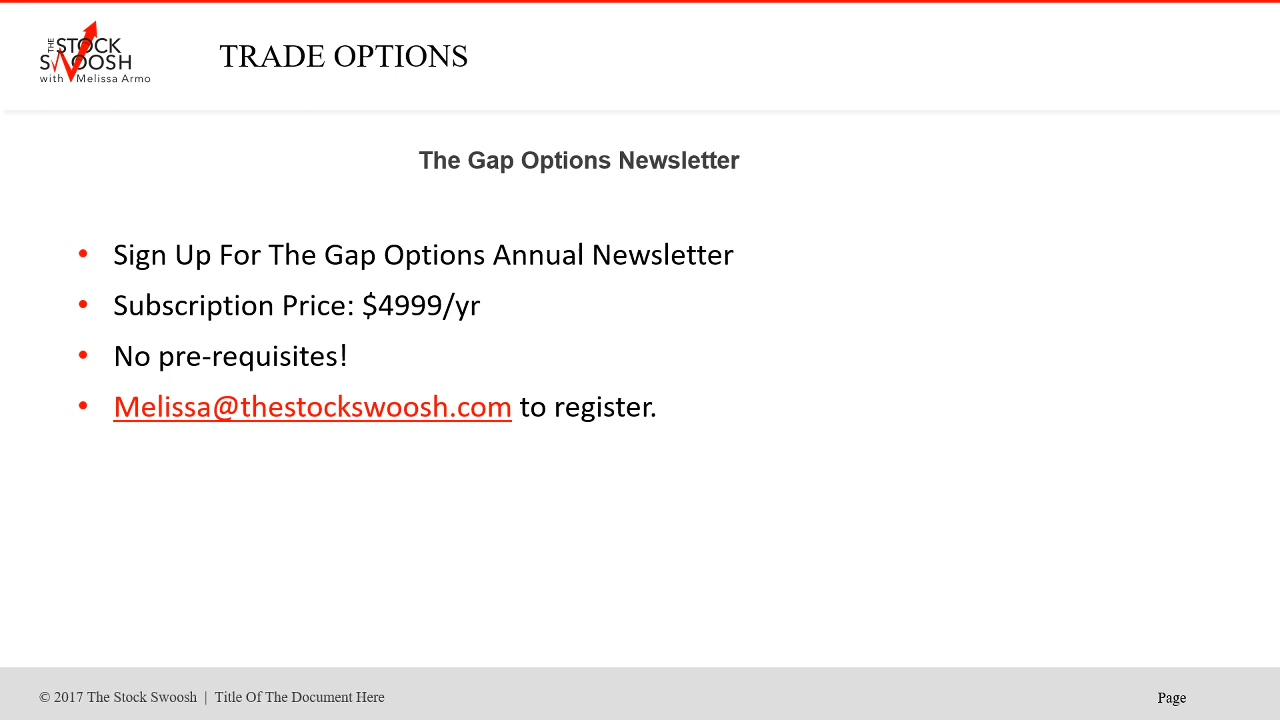 THE STOCK
SWOOSH
with Melissa Armo
TRADE OPTIONS
The Gap Options Newsletter
• Sign Up For The Gap Options Annual Newsletter
• Subscription Price: $4999/yr
• No pre-requisites!
• Melissa@thestockswoosh.com to register.
© 2017 The Stock Swoosh | Title Of The Document Here
Page